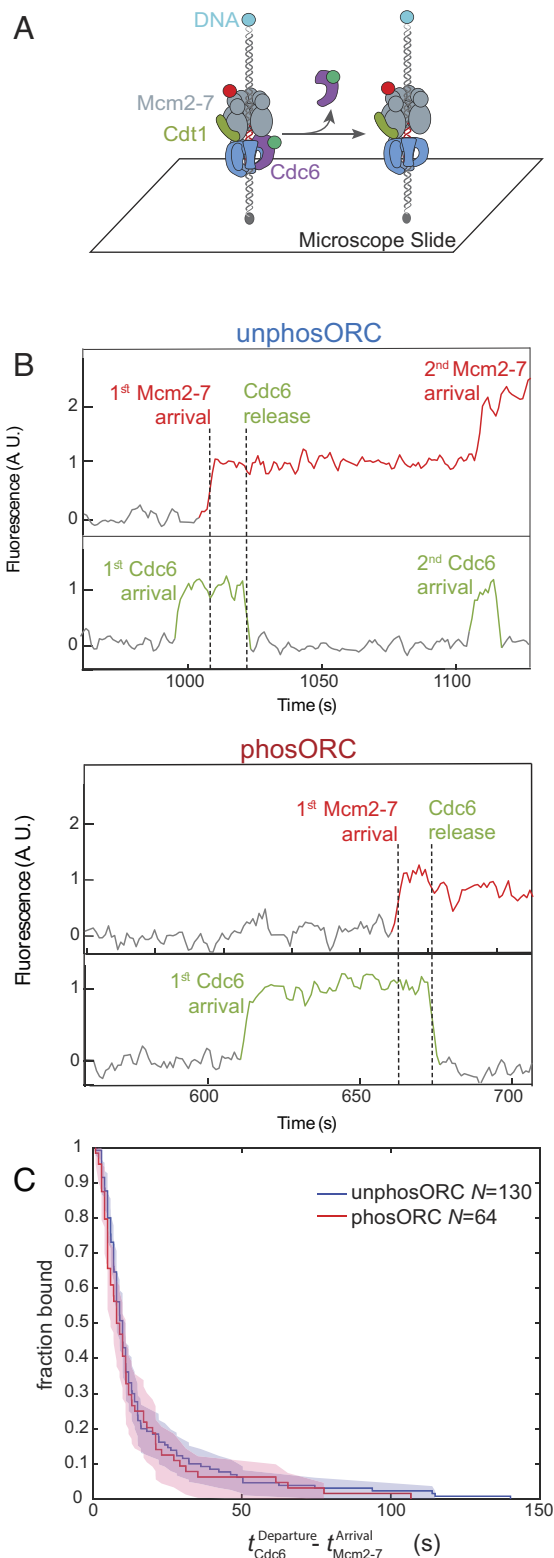 A
DNA
Mcm2-7
Cdt1
Cdc6
Microscope Slide
B
unphosORC
Fluorescence (A.U.)
2
1
0
1st Mcm2-7
arrival
Cdc6
release
2nd Mcm2-7
arrival
1
0
1st Cdc6
arrival
2nd Cdc6
arrival
1000
1050
1100
Time (s)
phosORC
Fluorescence (A.U.)
2
1
0
1st Mcm2-7
arrival
Cdc6
release
1
0
1st Cdc6
arrival
600
650
700
Time (s)
C
fraction bound
1
0.9
0.8
0.7
0.6
0.5
0.4
0.3
0.2
0.1
0
unphosORC N=130
phosORC N=64
0
50
100
150
t Departure Cdc6 - t Arrival Mcm2-7 (s)